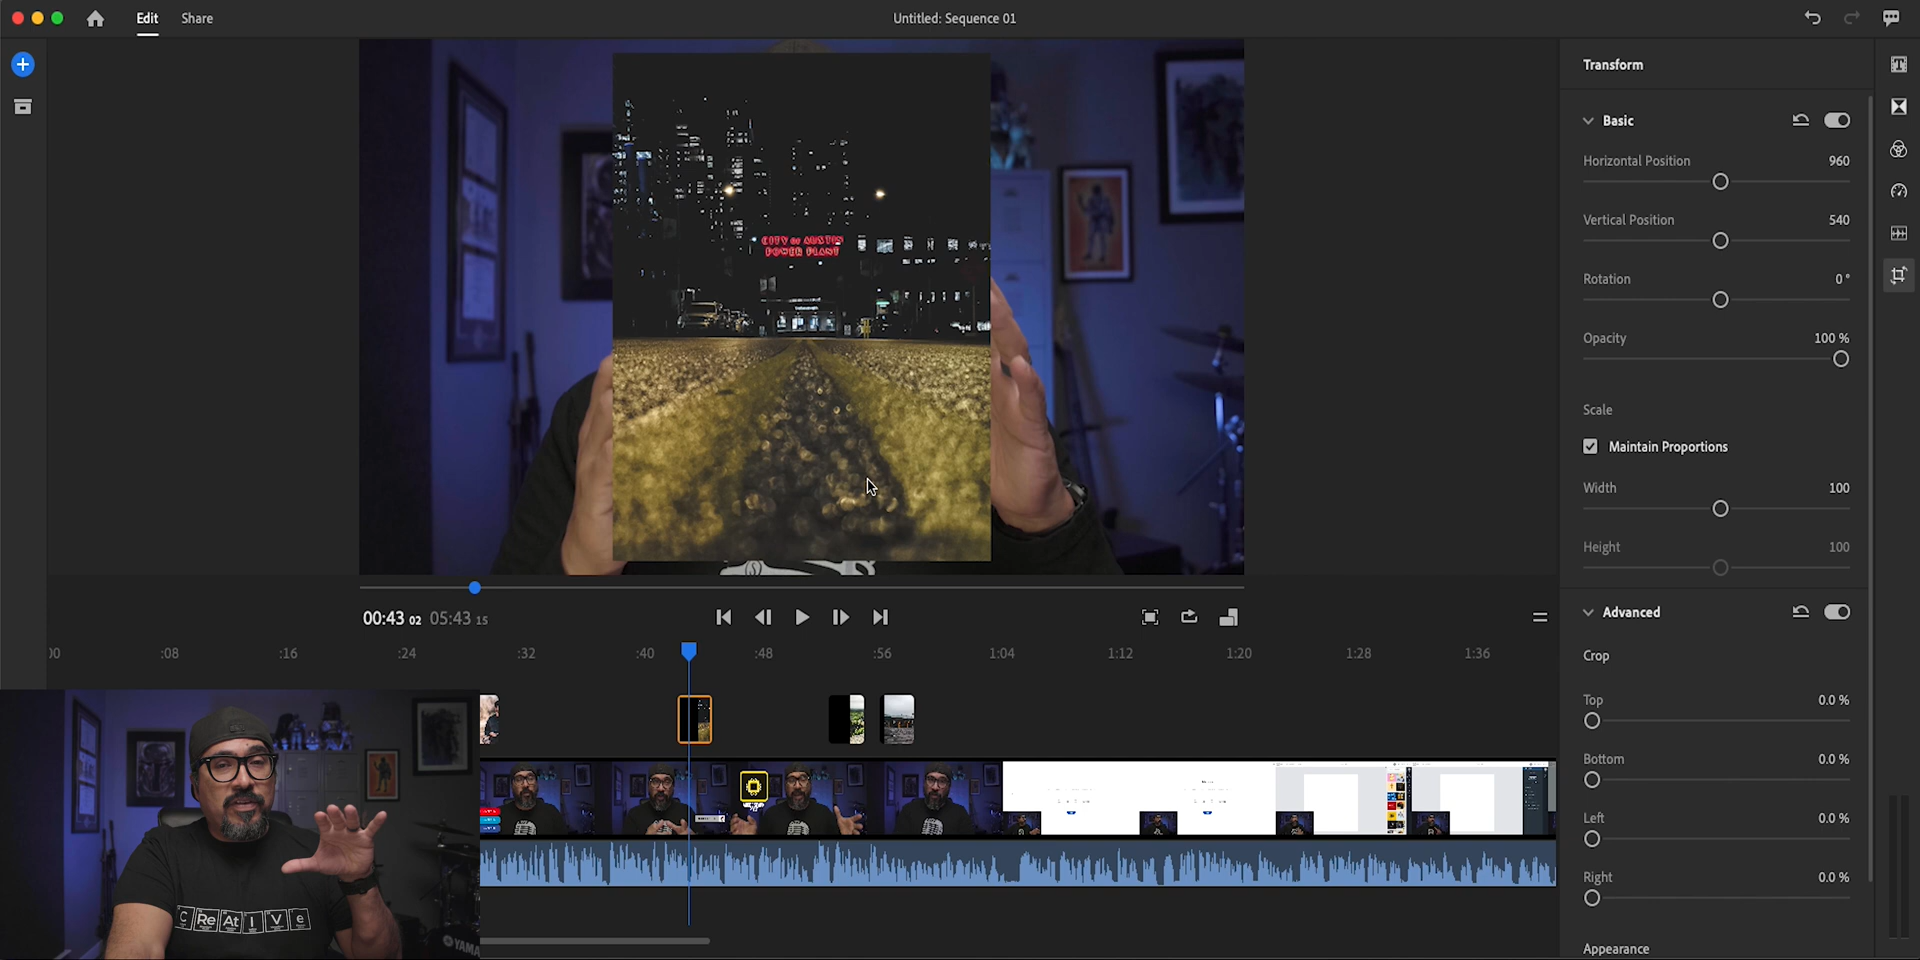 Edit
Share
Untitled: Sequence 01
Transform
Basic
Horizontal Position 960
Vertical Position 540
Rotation 0 °
Opacity 100 %
Scale
Maintain Proportions
Width 100
Height 100
Advanced
Crop
Top 0.0 %
Bottom 0.0 %
Left 0.0 %
Right 0.0 %
Appearance
CITY OF AUSTIN
POWER PLANT
00:43 02 05:43 15
:08 :16 :24 :32 :40 :48 :56 1:04 1:12 1:20 1:28 1:36
C Re At I V e
YAMA